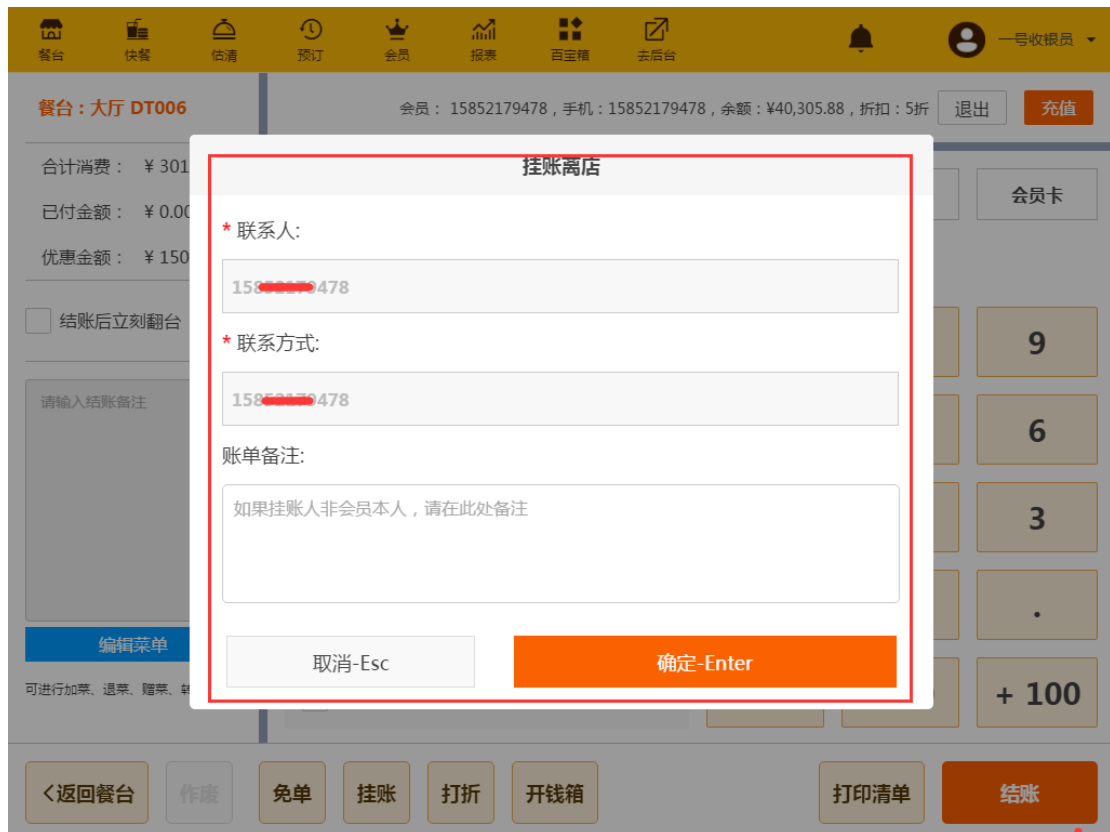 餐台 快餐 估清 预订 会员 报表 百宝箱 去后台 一号收银员
餐台：大厅 DT006
会员： 15852179478，手机：15852179478，余额：¥40,305.88，折扣：5折 退出 充值
挂账离店
合计消费： ¥ 301
已付金额： ¥ 0.00
优惠金额： ¥ 150
会员卡
* 联系人:
478
结账后立刻翻台
* 联系方式:
478
9
请输入结账备注
账单备注:
如果挂账人非会员本人，请在此处备注
6
3
.
编辑菜单
取消-Esc 确定-Enter
可进行加菜、退菜、赠菜、
+ 100
<返回餐台 作废 免单 挂账 打折 开钱箱 打印清单 结账